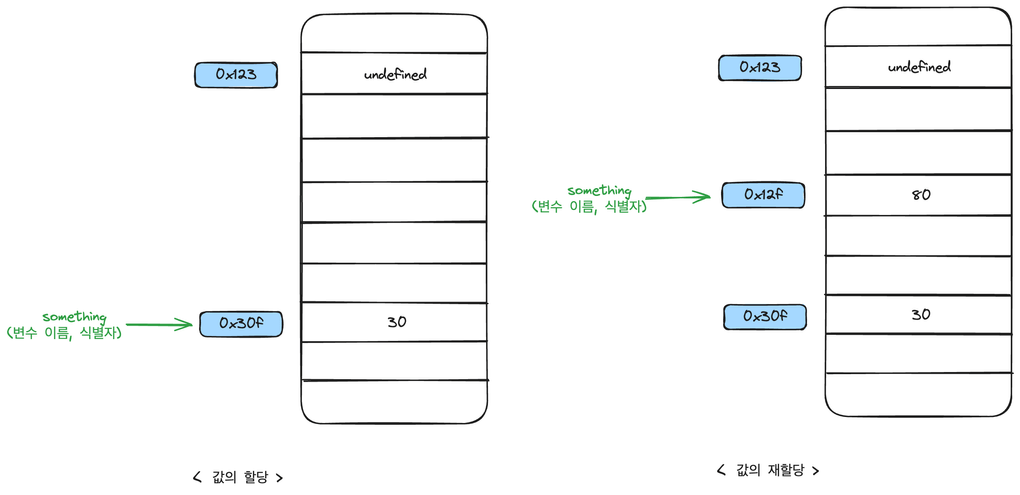 0x123
undefined
something
(변수 이름, 식별자)
0x30f
30
< 값의 할당 >
0x123
undefined
something
(변수 이름, 식별자)
0x12f
80
0x30f
30
< 값의 재할당 >